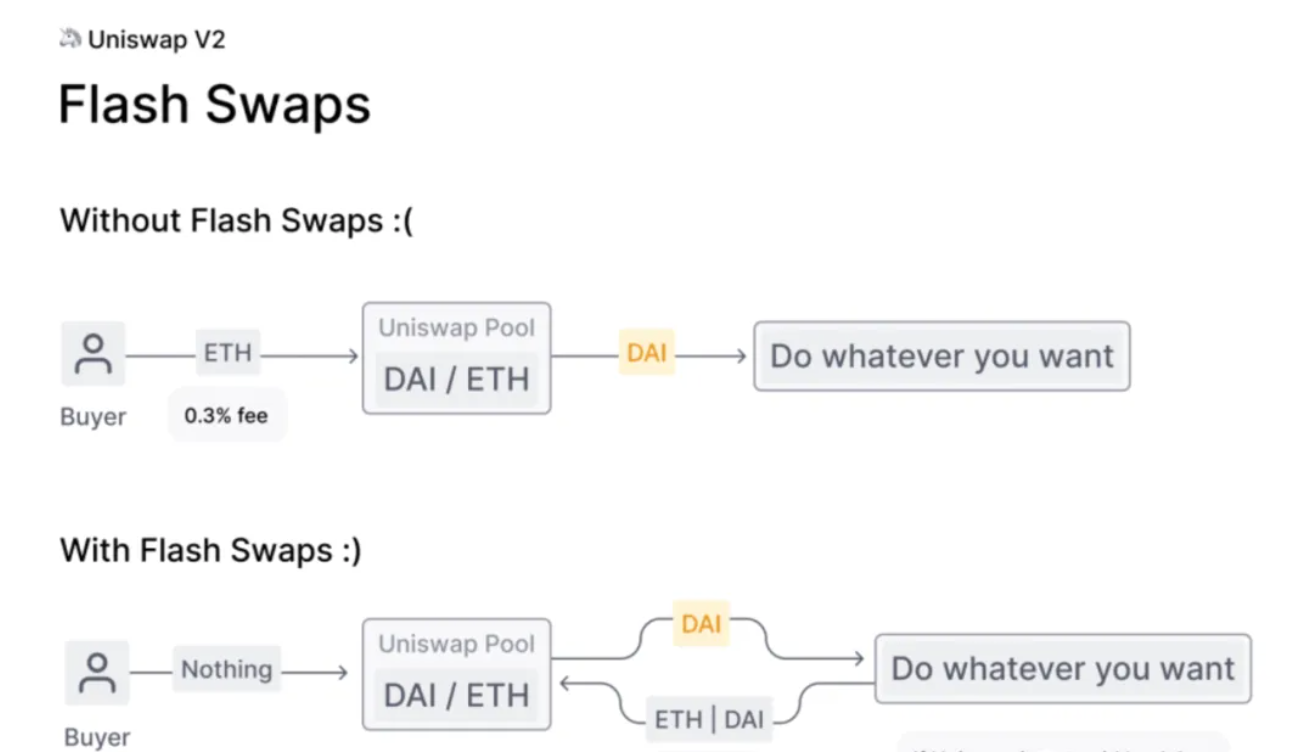 Uniswap V2
Flash Swaps
Without Flash Swaps :(
ETH
0.3% fee
Buyer
Uniswap Pool
DAI / ETH
DAI
Do whatever you want
With Flash Swaps :)
Nothing
Buyer
Uniswap Pool
DAI / ETH
DAI
ETH | DAI
Do whatever you want